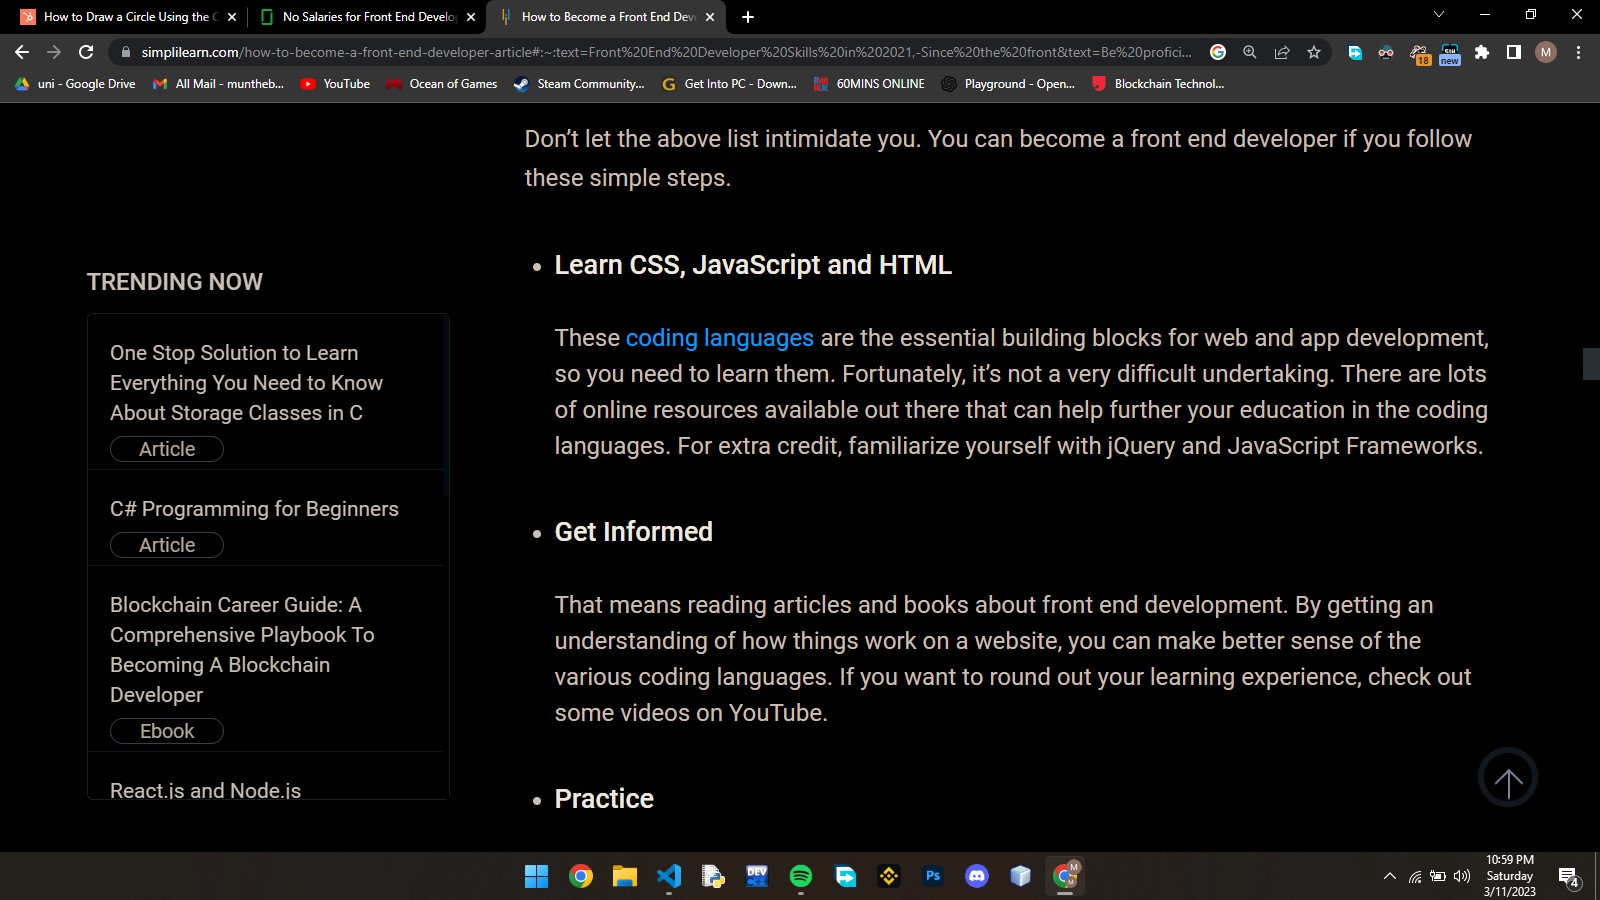 How to Draw a Circle Using the C
No Salaries for Front End Develop
How to Become a Front End Dev
simplilearn.com/how-to-become-a-front-end-developer-article#:~:text=Front%20End%20Developer%20Skills%20in%202021,-Since%20the%20front&text=Be%20profici...
18
new
M
uni - Google Drive
All Mail - muntheb...
YouTube
Ocean of Games
Steam Community...
Get Into PC - Down...
60MINS ONLINE
Playground - Open...
Blockchain Technol...
Don’t let the above list intimidate you. You can become a front end developer if you follow
these simple steps.
TRENDING NOW
One Stop Solution to Learn
Everything You Need to Know
About Storage Classes in C
Article
C# Programming for Beginners
Article
Blockchain Career Guide: A
Comprehensive Playbook To
Becoming A Blockchain
Developer
Ebook
React.js and Node.js
Learn CSS, JavaScript and HTML
These coding languages are the essential building blocks for web and app development,
so you need to learn them. Fortunately, it’s not a very difficult undertaking. There are lots
of online resources available out there that can help further your education in the coding
languages. For extra credit, familiarize yourself with jQuery and JavaScript Frameworks.
Get Informed
That means reading articles and books about front end development. By getting an
understanding of how things work on a website, you can make better sense of the
various coding languages. If you want to round out your learning experience, check out
some videos on YouTube.
Practice
DEV
Ps
M
10:59 PM
Saturday
3/11/2023
4